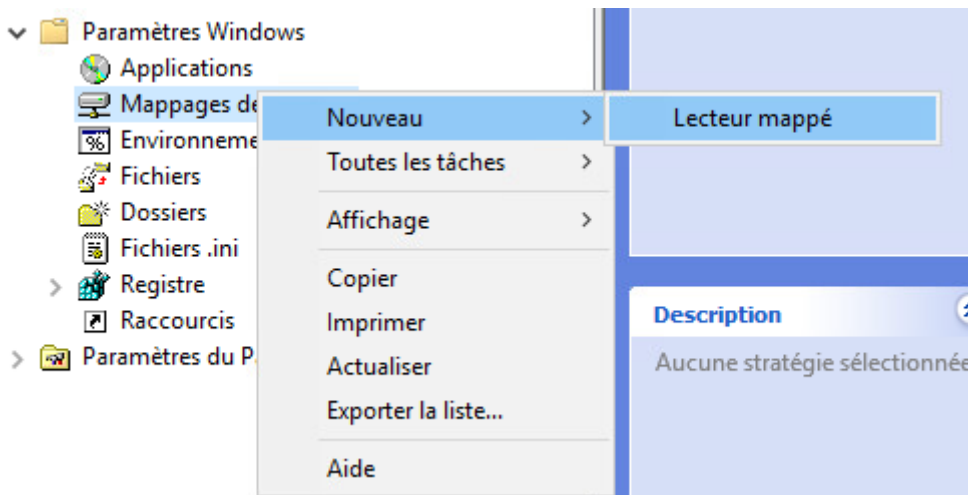 Paramètres Windows
Applications
Mappages de
Environneme
Fichiers
Dossiers
Fichiers .ini
Registre
Raccourcis
Paramètres du P
Nouveau
Toutes les tâches
Affichage
Copier
Imprimer
Actualiser
Exporter la liste...
Aide
Lecteur mappé
Description
Aucune stratégie sélectionnée